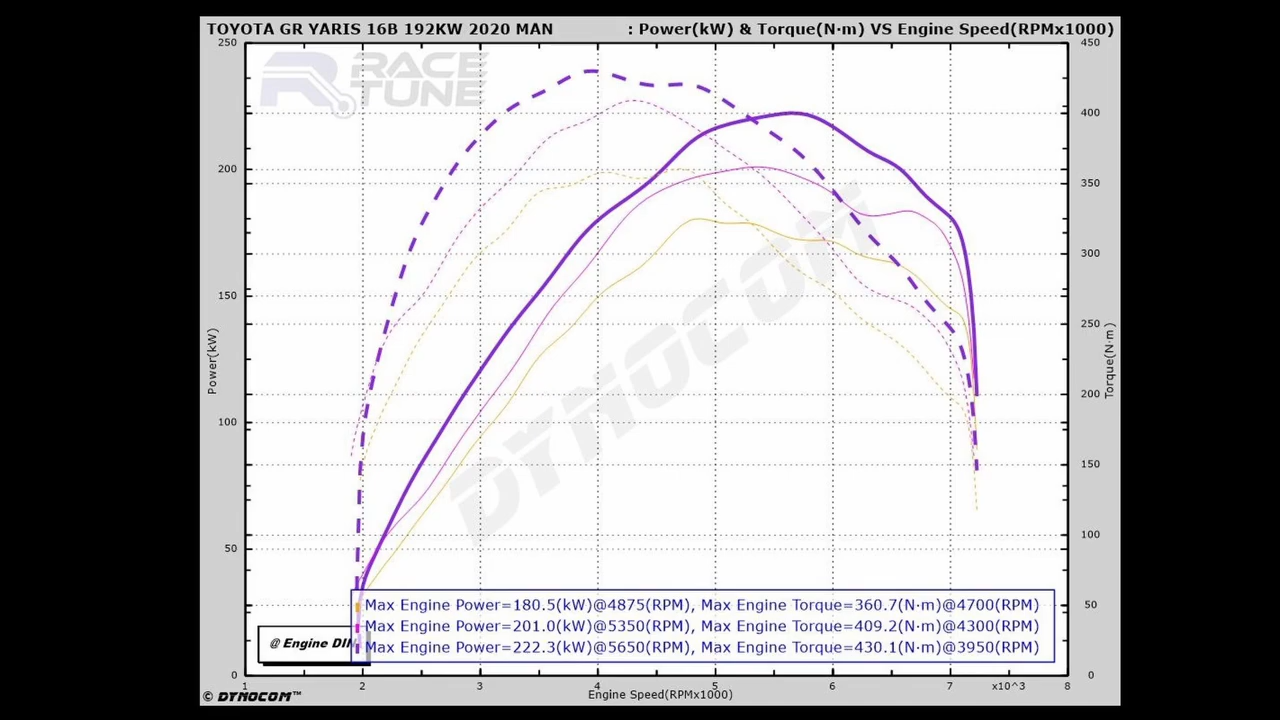 TOYOTA GR YARIS 16B 192KW 2020 MAN : Power(kW) & Torque(N·m) VS Engine Speed(RPMx1000)
RACE
TUNE
250
200
150
100
50
0
Power(kW)
450
400
350
300
250
200
150
100
50
0
Torque(N·m)
DYNOCOM
Max Engine Power=180.5(kW)@4875(RPM), Max Engine Torque=360.7(N·m)@4700(RPM)
Max Engine Power=201.0(kW)@5350(RPM), Max Engine Torque=409.2(N·m)@4300(RPM)
Max Engine Power=222.3(kW)@5650(RPM), Max Engine Torque=430.1(N·m)@3950(RPM)
@ Engine DIN
1 2 3 4 5 6 7 x10^3 8
© DYNOCOM™ Engine Speed(RPMx1000)